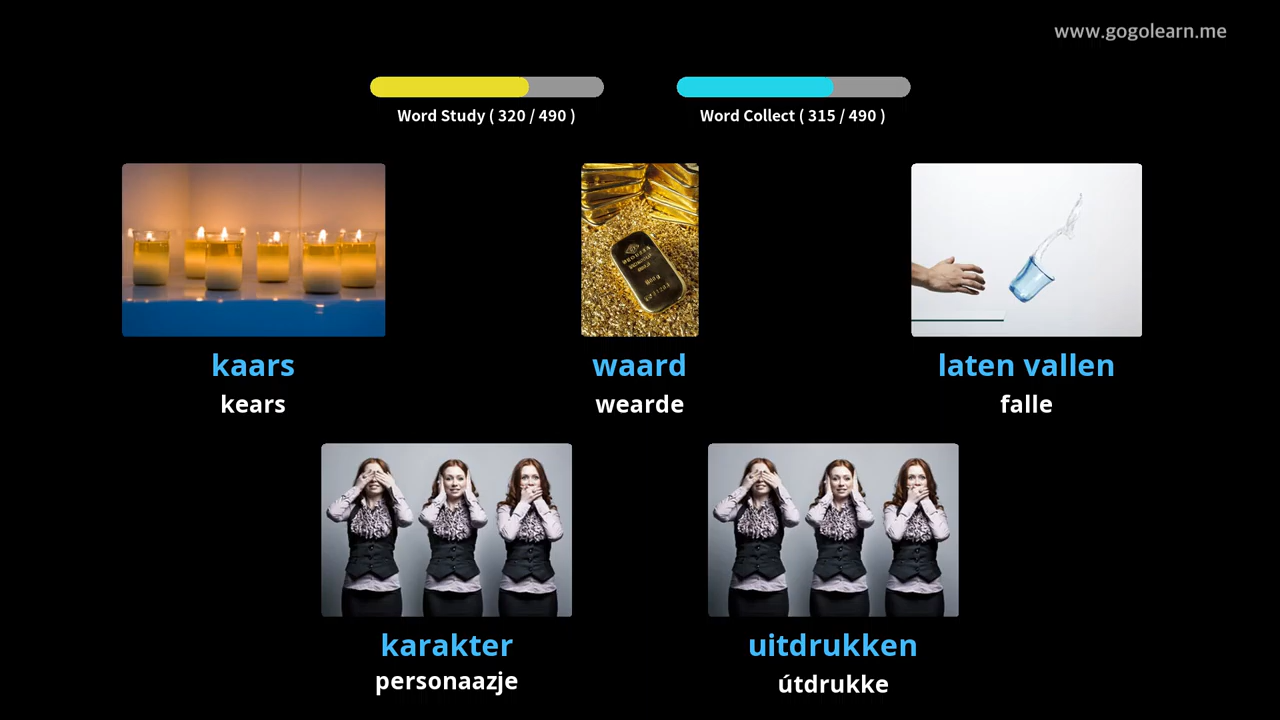 www.gogolearn.me
Word Study ( 320 / 490 )
Word Collect ( 315 / 490 )
kaars
kears
waard
wearde
laten vallen
falle
karakter
personaazje
uitdrukken
útdrukke